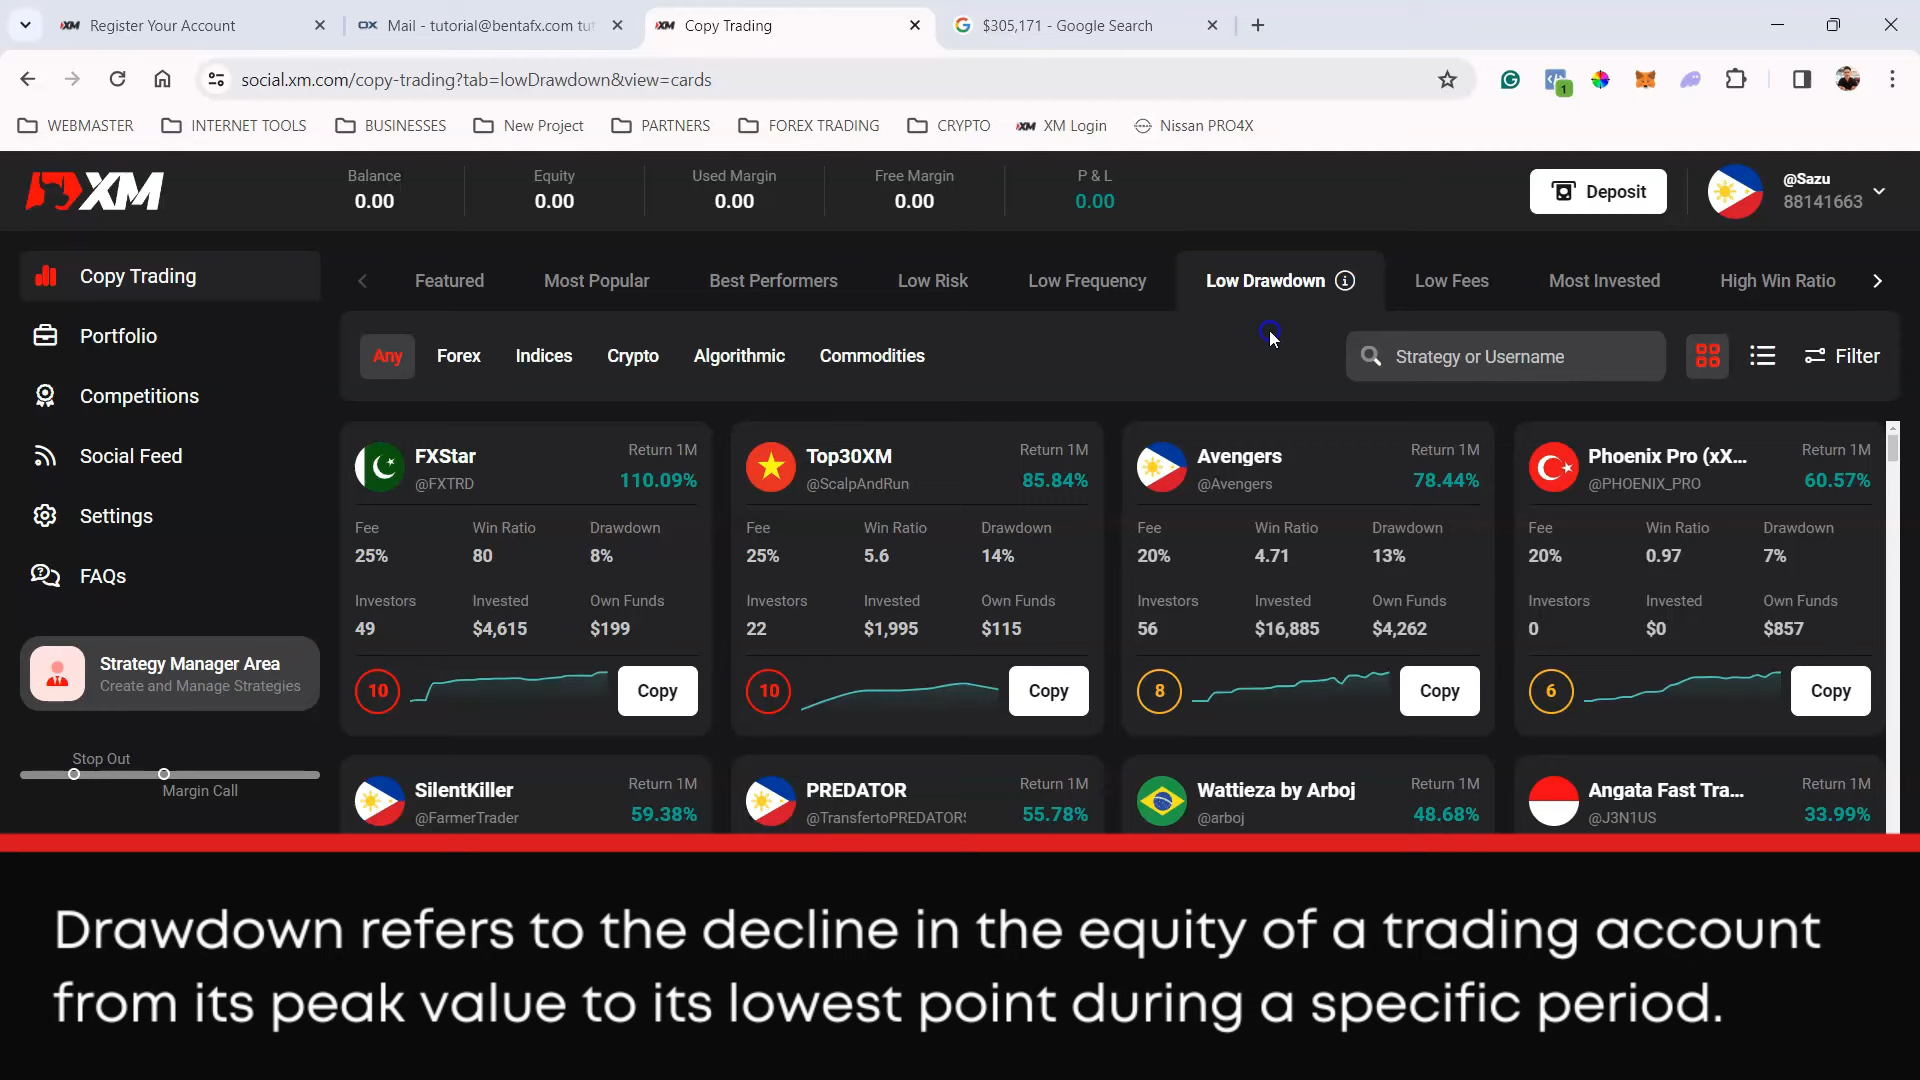 Register Your Account
Mail - tutorial@bentafx.com tut
Copy Trading
$305,171 - Google Search
social.xm.com/copy-trading?tab=lowDrawdown&view=cards
1
WEBMASTER
INTERNET TOOLS
BUSINESSES
New Project
PARTNERS
FOREX TRADING
CRYPTO
XM Login
Nissan PRO4X
XM
Balance
0.00
Equity
0.00
Used Margin
0.00
Free Margin
0.00
P & L
0.00
Deposit
@Sazu
88141663
Copy Trading
Portfolio
Competitions
Social Feed
Settings
FAQs
Strategy Manager Area
Create and Manage Strategies
Stop Out
Margin Call
Featured
Most Popular
Best Performers
Low Risk
Low Frequency
Low Drawdown
Low Fees
Most Invested
High Win Ratio
Any
Forex
Indices
Crypto
Algorithmic
Commodities
Strategy or Username
Filter
FXStar
@FXTRD
Return 1M
110.09%
Fee
25%
Win Ratio
80
Drawdown
8%
Investors
49
Invested
$4,615
Own Funds
$199
10
Copy
Top30XM
@ScalpAndRun
Return 1M
85.84%
Fee
25%
Win Ratio
5.6
Drawdown
14%
Investors
22
Invested
$1,995
Own Funds
$115
10
Copy
Avengers
@Avengers
Return 1M
78.44%
Fee
20%
Win Ratio
4.71
Drawdown
13%
Investors
56
Invested
$16,885
Own Funds
$4,262
8
Copy
Phoenix Pro (xX...
@PHOENIX_PRO
Return 1M
60.57%
Fee
20%
Win Ratio
0.97
Drawdown
7%
Investors
0
Invested
$0
Own Funds
$857
6
Copy
SilentKiller
@FarmerTrader
Return 1M
59.38%
PREDATOR
@TransfertoPREDATORS
Return 1M
55.78%
Wattieza by Arboj
@arboj
Return 1M
48.68%
Angata Fast Tra...
@J3N1US
Return 1M
33.99%
Drawdown refers to the decline in the equity of a trading account
from its peak value to its lowest point during a specific period.